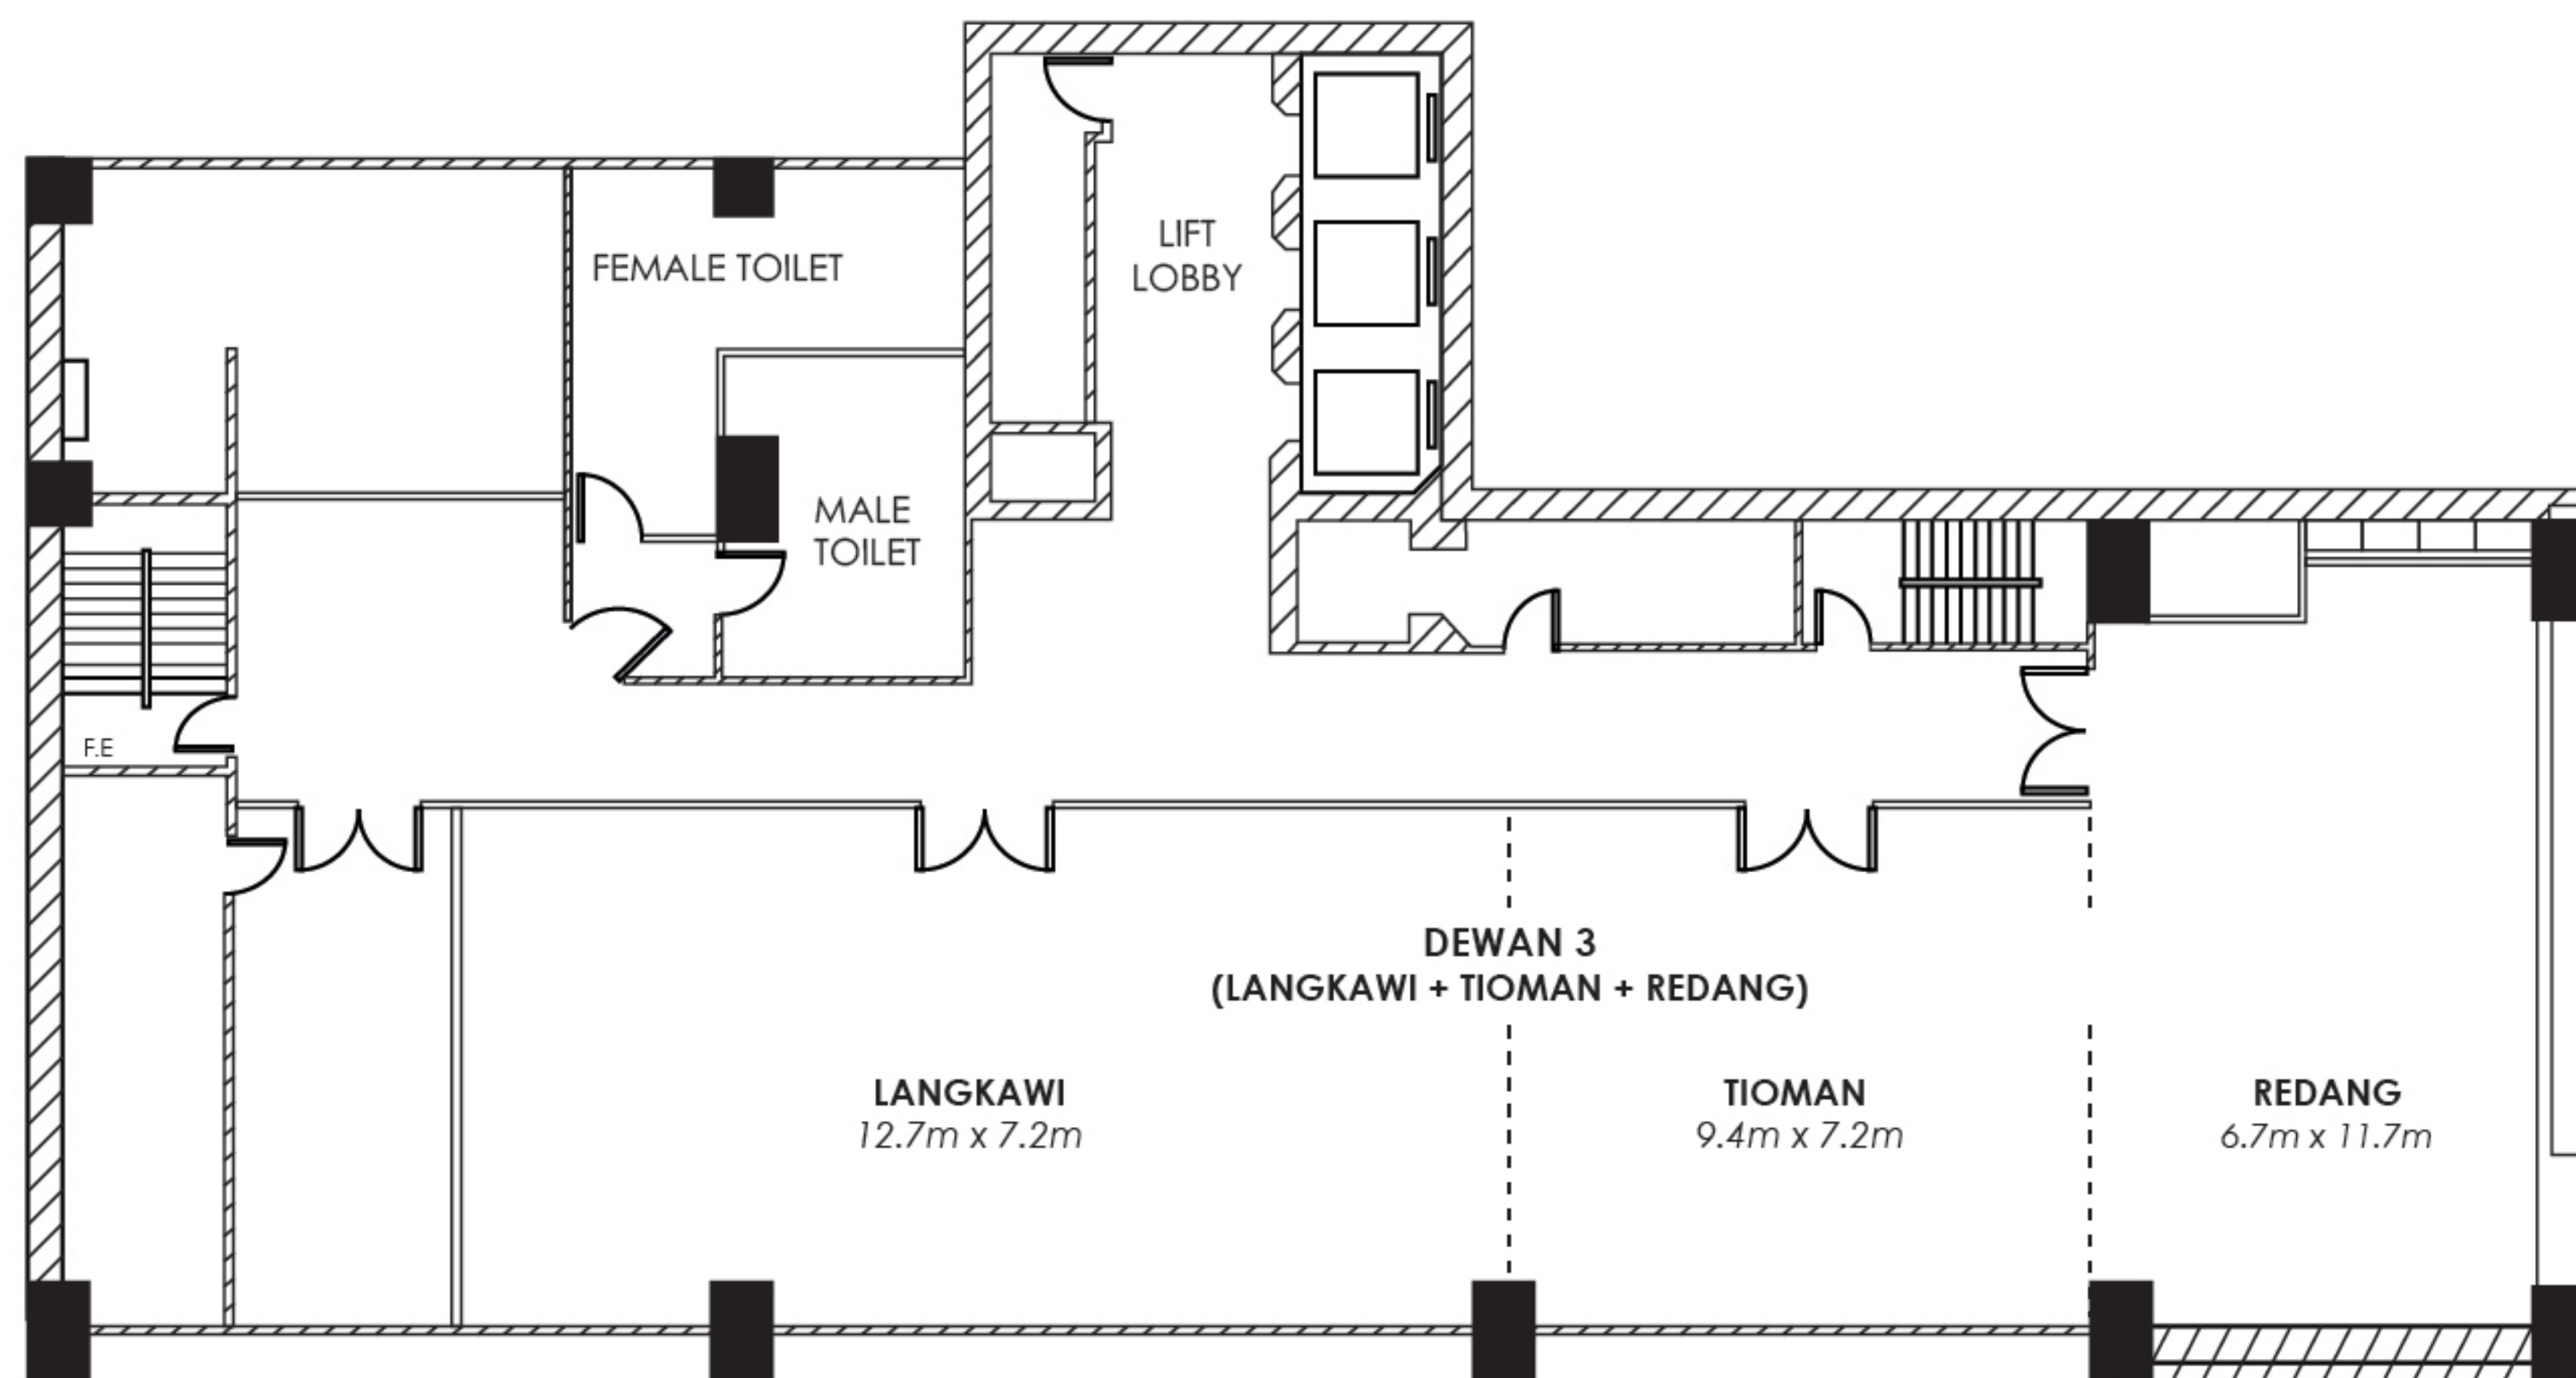 FEMALE TOILET
LIFT
LOBBY
MALE
TOILET
F.E
DEWAN 3
(LANGKAWI + TIOMAN + REDANG)
LANGKAWI
12.7m x 7.2m
TIOMAN
9.4m x 7.2m
REDANG
6.7m x 11.7m